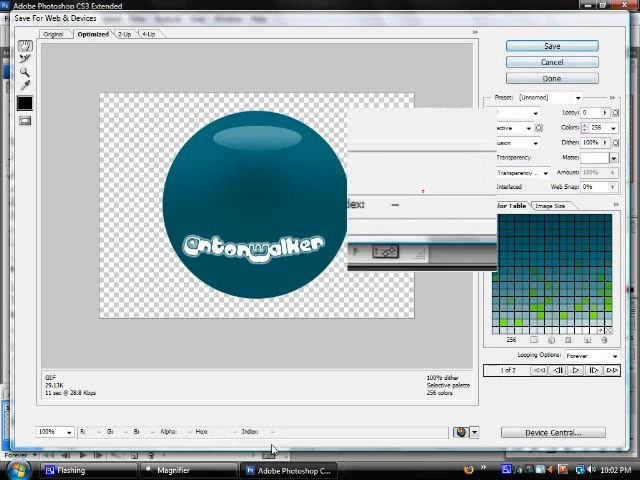 Adobe Photoshop CS3 Extended
Save For Web & Devices
Original
Optimized
2-Up
4-Up
Save
Cancel
Done
Preset: [Unnamed]
Lossy: 0
Colors: 256
Dither: 100%
Transparency
Matte:
Transparency
Amount: 100%
Interlaced
Web Snap: 0%
Color Table
Image Size
antonwalker
dex: --
256
Looping Options: Forever
1 of 2
GIF
29.13K
11 sec @ 28.8 Kbps
100% dither
Selective palette
256 colors
100%
R: --
G: --
B: --
Alpha: --
Hex: --
Index: --
Device Central...
Forever
Flashing
Magnifier
Adobe Photoshop C...
10:02 PM